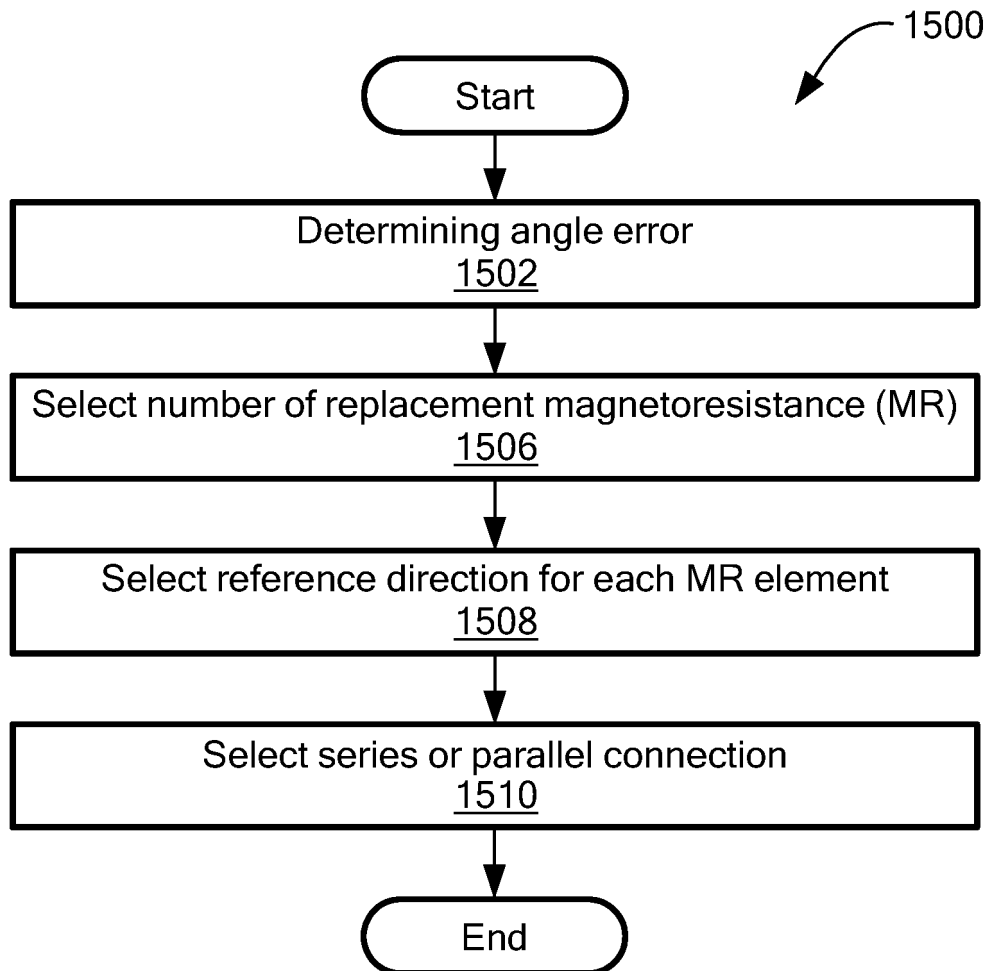 1500
Start
Determining angle error
1502
Select number of replacement magnetoresistance (MR)
1506
Select reference direction for each MR element
1508
Select series or parallel connection
1510
End